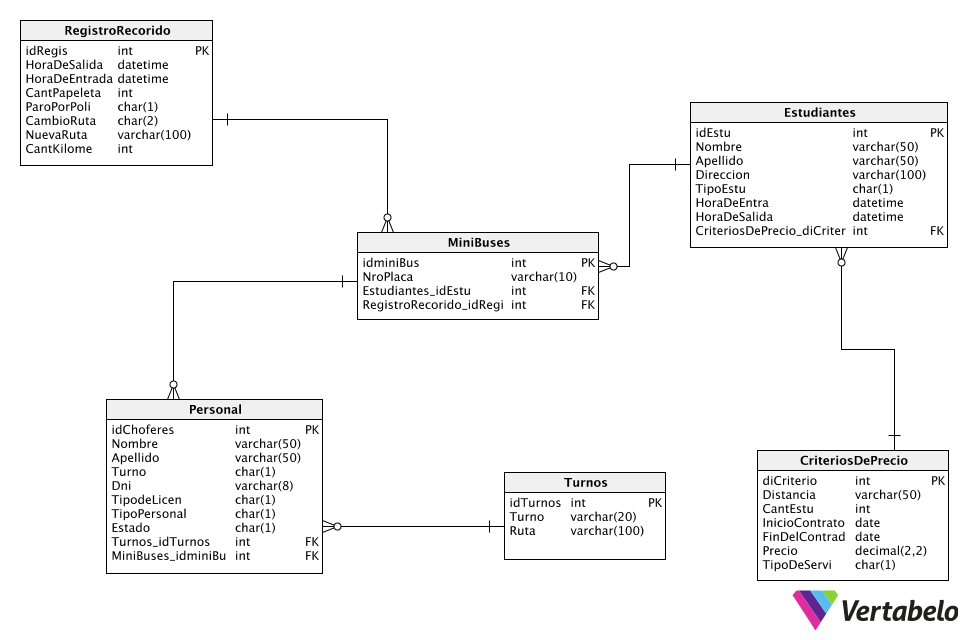 RegistroRecorido
idRegis int PK
HoraDeSalida datetime
HoraDeEntrada datetime
CantPapeleta int
ParoPorPoli char(1)
CambioRuta char(2)
NuevaRuta varchar(100)
CantKilome int
Estudiantes
idEstu int PK
Nombre varchar(50)
Apellido varchar(50)
Direccion varchar(100)
TipoEstu char(1)
HoraDeEntra datetime
HoraDeSalida datetime
CriteriosDePrecio_diCriter int FK
MiniBuses
idminiBus int PK
NroPlaca varchar(10)
Estudiantes_idEstu int FK
RegistroRecorido_idRegi int FK
Personal
idChoferes int PK
Nombre varchar(50)
Apellido varchar(50)
Turno char(1)
Dni varchar(8)
TipodeLicen char(1)
TipoPersonal char(1)
Estado char(1)
Turnos_idTurnos int FK
MiniBuses_idminiBu int FK
Turnos
idTurnos int PK
Turno varchar(20)
Ruta varchar(100)
CriteriosDePrecio
diCriterio int PK
Distancia varchar(50)
CantEstu int
InicioContrato date
FinDelContrad date
Precio decimal(2,2)
TipoDeServi char(1)
Vertabelo